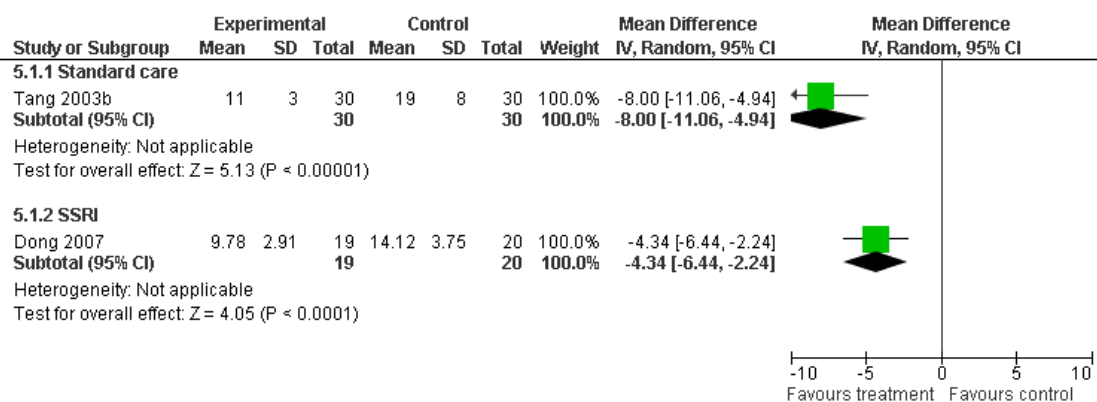 Experimental Control Mean Difference Mean Difference
Study or Subgroup Mean SD Total Mean SD Total Weight IV, Random, 95% CI IV, Random, 95% CI
5.1.1 Standard care
Tang 2003b 11 3 30 19 8 30 100.0% -8.00 [-11.06, -4.94]
Subtotal (95% CI) 30 30 100.0% -8.00 [-11.06, -4.94]
Heterogeneity: Not applicable
Test for overall effect: Z = 5.13 (P < 0.00001)
5.1.2 SSRI
Dong 2007 9.78 2.91 19 14.12 3.75 20 100.0% -4.34 [-6.44, -2.24]
Subtotal (95% CI) 19 20 100.0% -4.34 [-6.44, -2.24]
Heterogeneity: Not applicable
Test for overall effect: Z = 4.05 (P < 0.0001)
-10 -5 0 5 10
Favours treatment Favours control